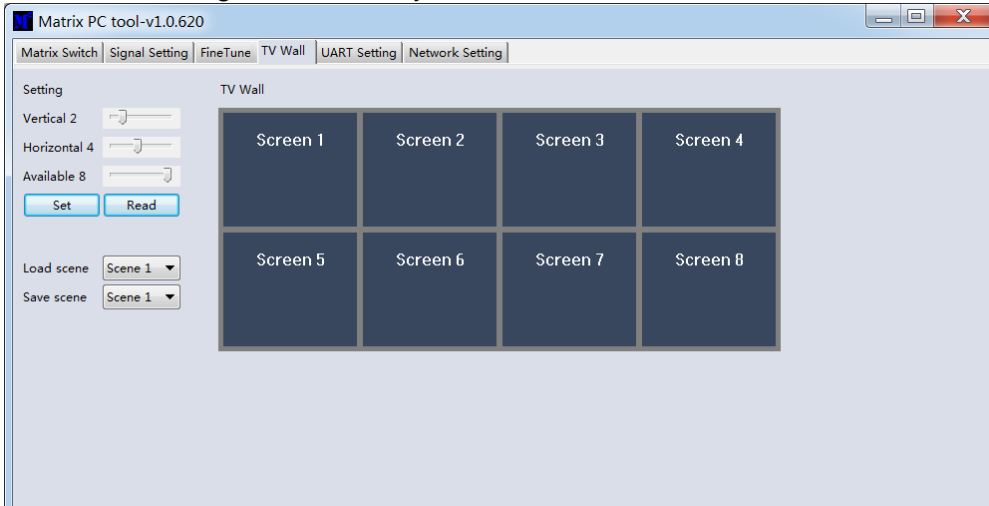 Matrix PC tool-v1.0.620
Matrix Switch Signal Setting FineTune TV Wall UART Setting Network Setting
Setting
TV Wall
Vertical 2
Horizontal 4
Available 8
Set Read
Load scene Scene 1
Save scene Scene 1
Screen 1 Screen 2 Screen 3 Screen 4
Screen 5 Screen 6 Screen 7 Screen 8